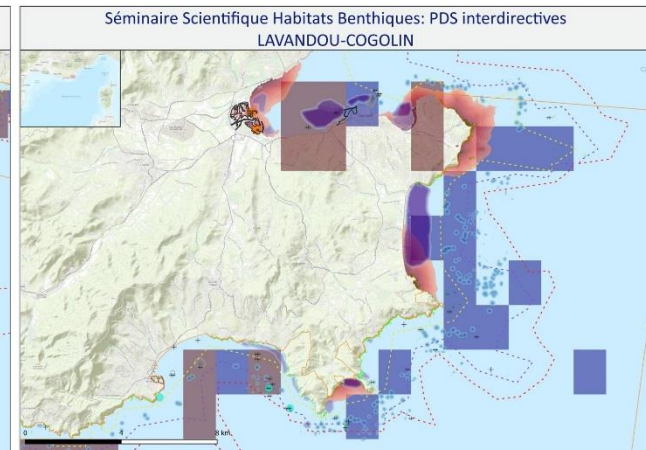 Séminaire Scientifique Habitats Benthiques: PDS interdirectives
LAVANDOU-COGOLIN
0 4 8 km